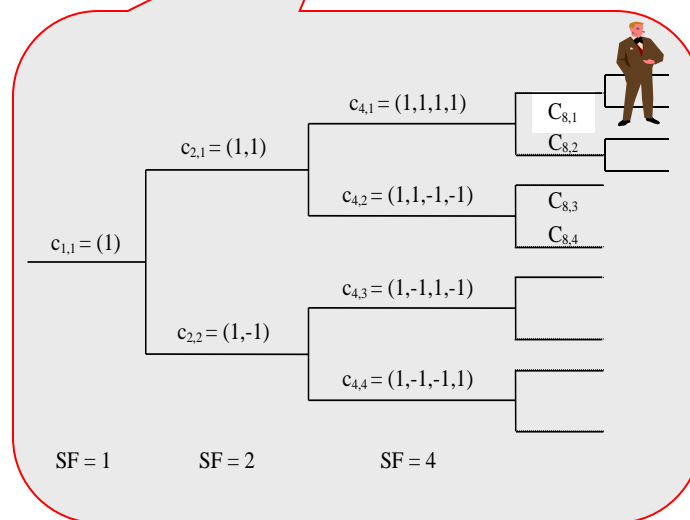 c4,1 = (1,1,1,1)
C8,1
c2,1 = (1,1)
C8,2
c4,2 = (1,1,-1,-1)
C8,3
C8,4
c1,1 = (1)
c4,3 = (1,-1,1,-1)
c2,2 = (1,-1)
c4,4 = (1,-1,-1,1)
SF = 1 SF = 2 SF = 4